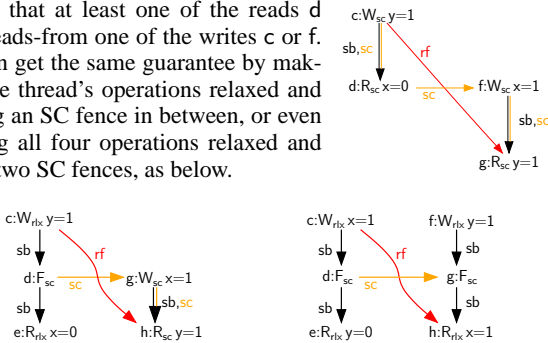 that at least one of the reads d
eads-from one of the writes c or f.
n get the same guarantee by mak-
e thread's operations relaxed and
g an SC fence in between, or even
g all four operations relaxed and
two SC fences, as below.
c:Wsc y=1
sb,sc
rf
d:Rsc x=0
sc
f:Wsc x=1
sb,sc
g:Rsc y=1
c:Wrlx y=1
sb
rf
d:Fsc
sc
g:Wsc x=1
sb
sb,sc
e:Rrlx x=0
h:Rsc y=1
c:Wrlx x=1
f:Wrlx y=1
sb
rf
sb
d:Fsc
sc
g:Fsc
sb
sb
e:Rrlx y=0
h:Rrlx x=1